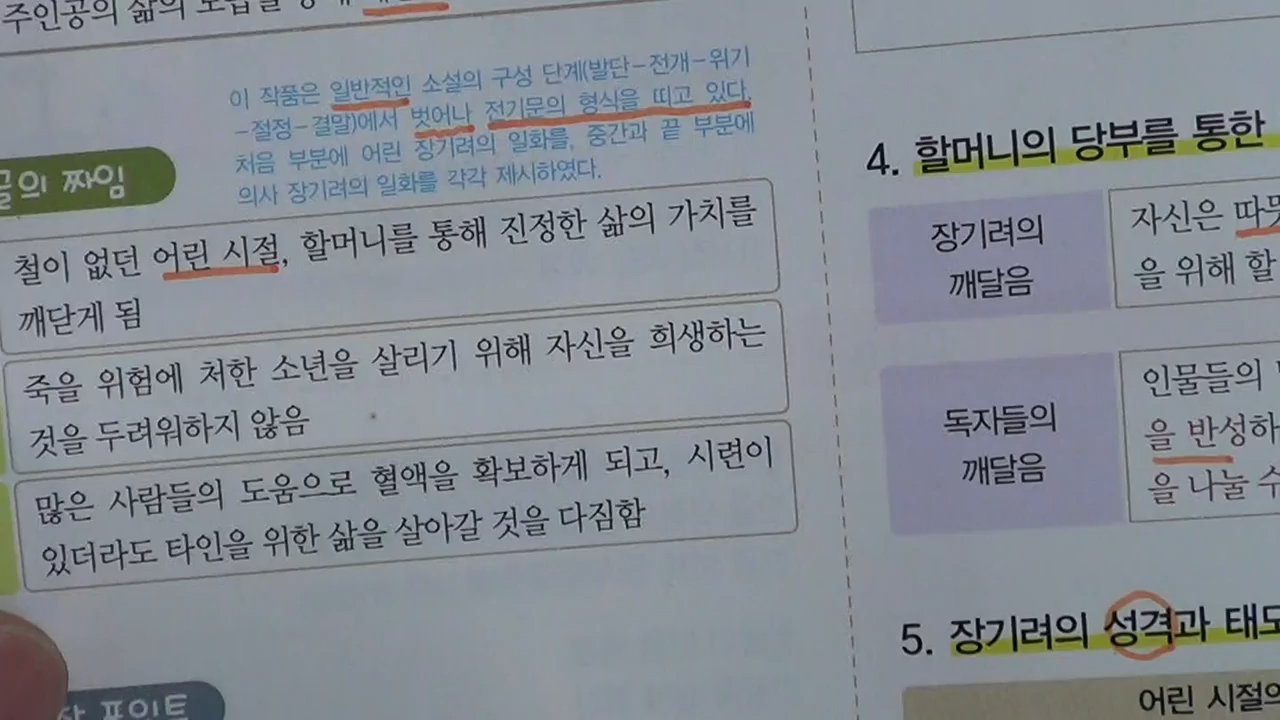 주인공의 삶의
이 작품은 일반적인 소설의 구성 단계(발단-전개-위기
-절정-결말)에서 벗어나 전기문의 형식을 띠고 있다.
처음 부분에 어린 장기려의 일화를, 중간과 끝 부분에
의사 장기려의 일화를 각각 제시하였다.
글의 짜임
철이 없던 어린 시절, 할머니를 통해 진정한 삶의 가치를
깨닫게 됨
죽을 위험에 처한 소년을 살리기 위해 자신을 희생하는
것을 두려워하지 않음
많은 사람들의 도움으로 혈액을 확보하게 되고, 시련이
있더라도 타인을 위한 삶을 살아갈 것을 다짐함
포인트
4. 할머니의 당부를 통한
장기려의
깨달음
자신은
을 위해 할
독자들의
깨달음
인물들의
을 반성하
을 나눌 수
5. 장기려의 성격과 태도
어린 시절의